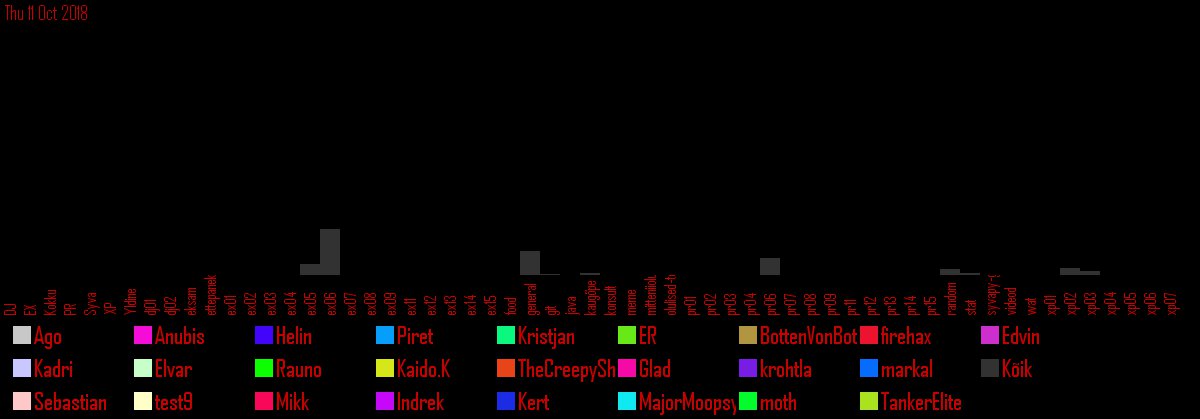 Thu 11 Oct 2018
DJ EX Kokku PR Syva XP Yldine dj01 dj02 eksam ettepanek ex01 ex02 ex03 ex04 ex05 ex06 ex07 ex08 ex09 ex11 ex12 ex13 ex14 ex15 food general git java kaugõpe konsult meme mitteniloli. olulised-t pr01 pr02 pr03 pr04 pr06 pr07 pr08 pr09 pr11 pr12 pr13 pr14 pr15 random stat syvapy-( videod wat xp01 xp02 xp03 xp04 xp05 xp06 xp07
Ago Anubis Helin Piret Kristjan ER BottenVonBot firehax Edvin
Kadri Elvar Rauno Kaido.K TheCreepySh Glad krohtla markal Kõik
Sebastian test9 Mikk Indrek Kert MajorMoopsy moth TankerElite